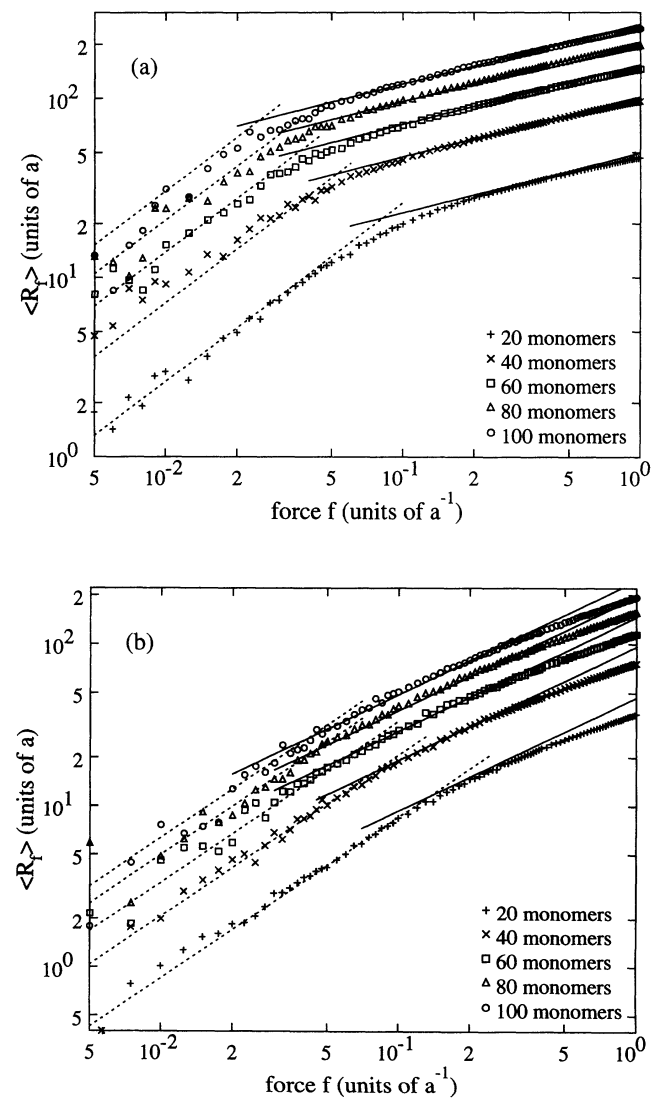 (a)
2
10²
5
2
10¹
5
2
10⁰
<R_f> (units of a)
+ 20 monomers
× 40 monomers
□ 60 monomers
△ 80 monomers
○ 100 monomers
5 10⁻² 2 5 10⁻¹ 2 5 10⁰
force f (units of a⁻¹)
(b)
2
10²
5
2
10¹
5
2
10⁰
5
<R_f> (units of a)
+ 20 monomers
× 40 monomers
□ 60 monomers
△ 80 monomers
○ 100 monomers
5 10⁻² 2 5 10⁻¹ 2 5 10⁰
force f (units of a⁻¹)